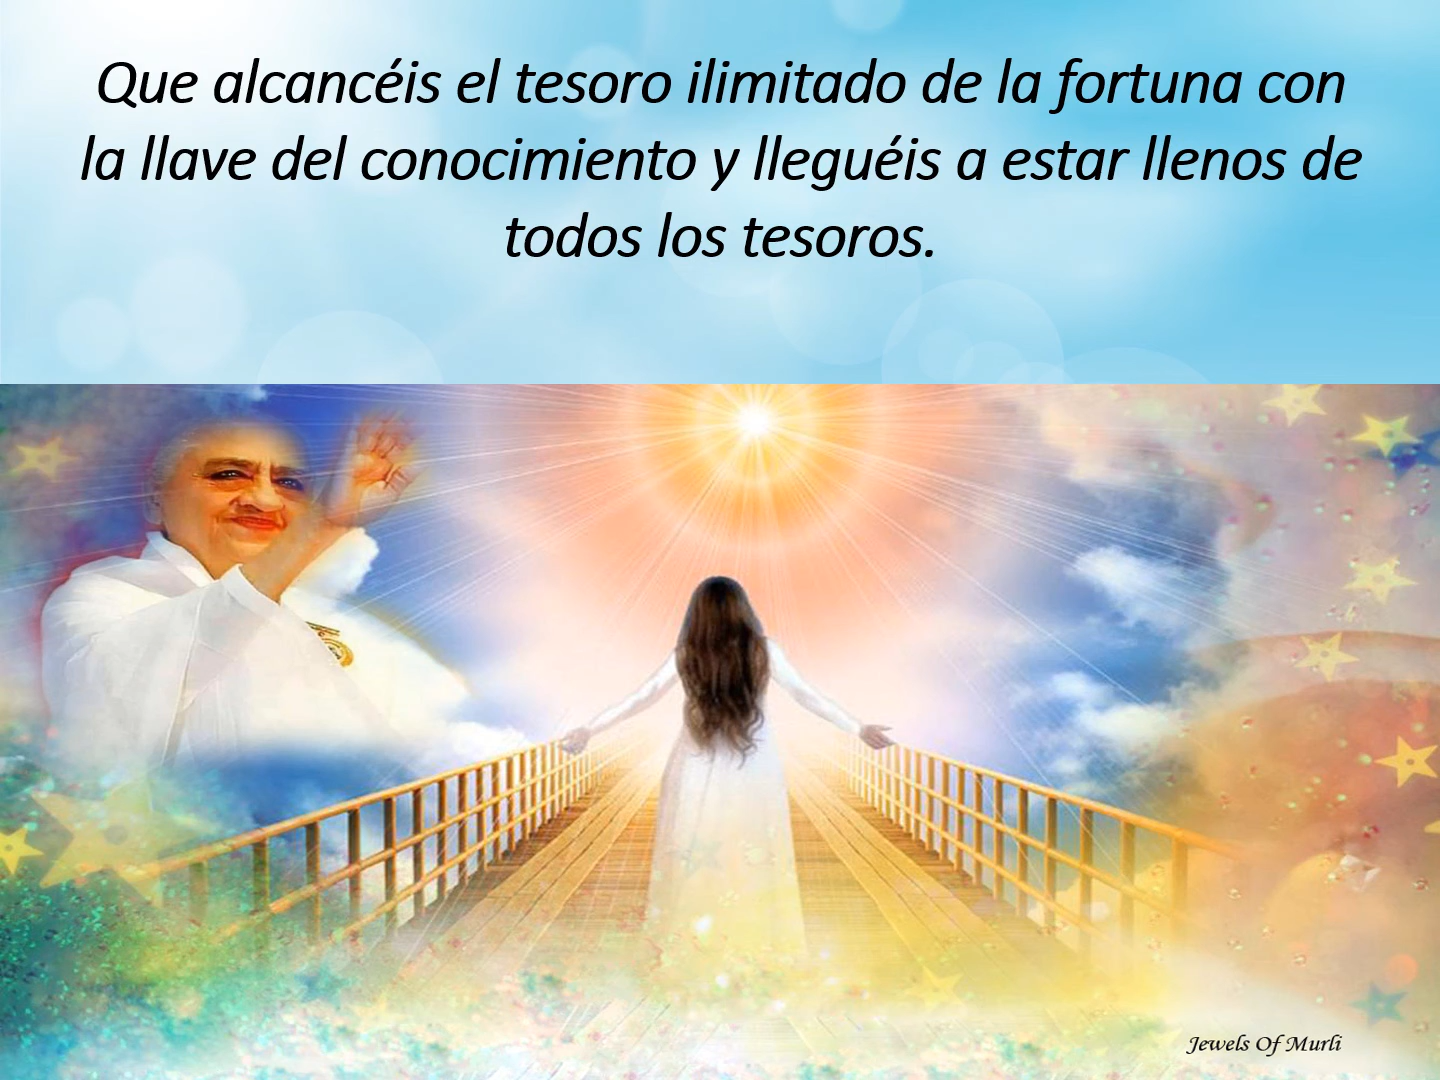 Que alcancéis el tesoro ilimitado de la fortuna con
la llave del conocimiento y lleguéis a estar llenos de
todos los tesoros.
Jewels Of Murli